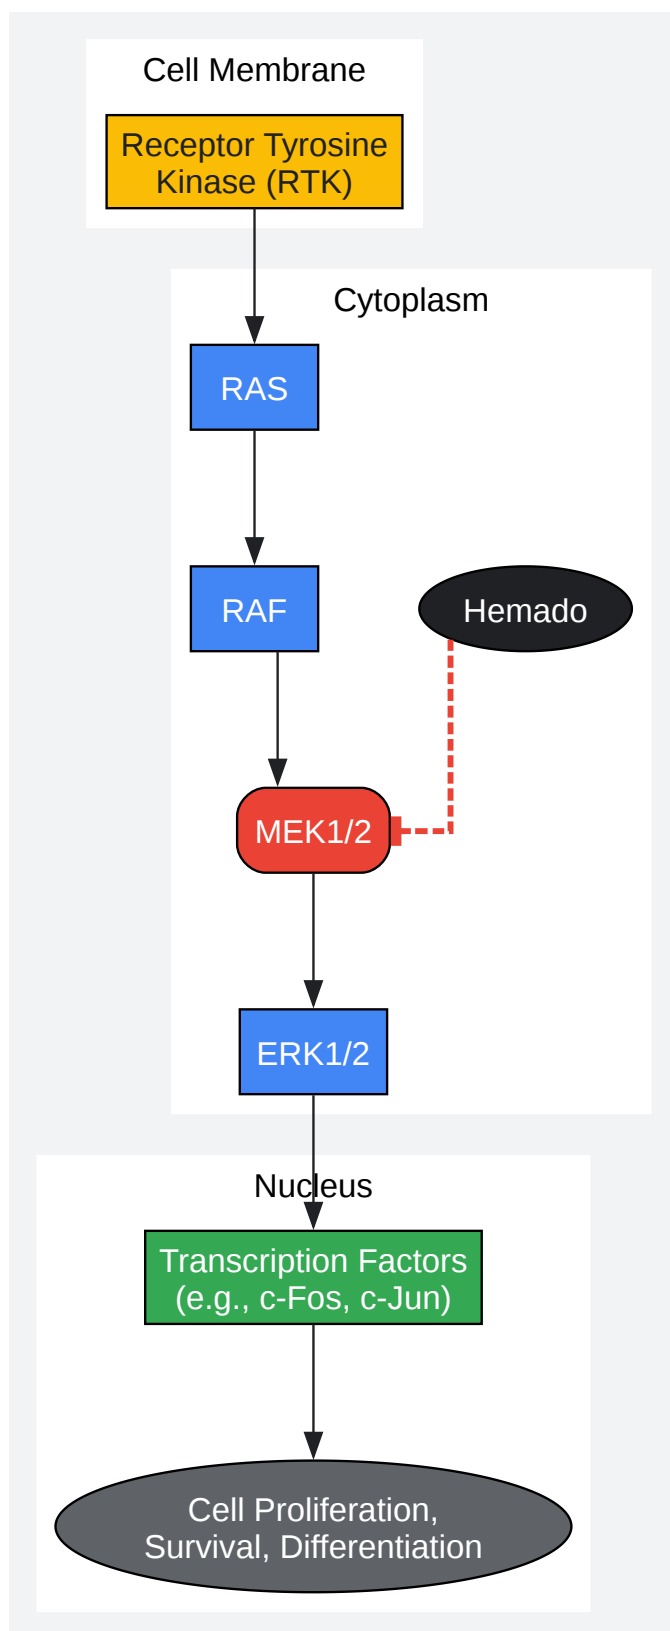 Cell Membrane
Receptor Tyrosine
Kinase (RTK)
Cytoplasm
RAS
RAF
Hemado
MEK1/2
ERK1/2
Nucleus
Transcription Factors
(e.g., c-Fos, c-Jun)
Cell Proliferation,
Survival, Differentiation